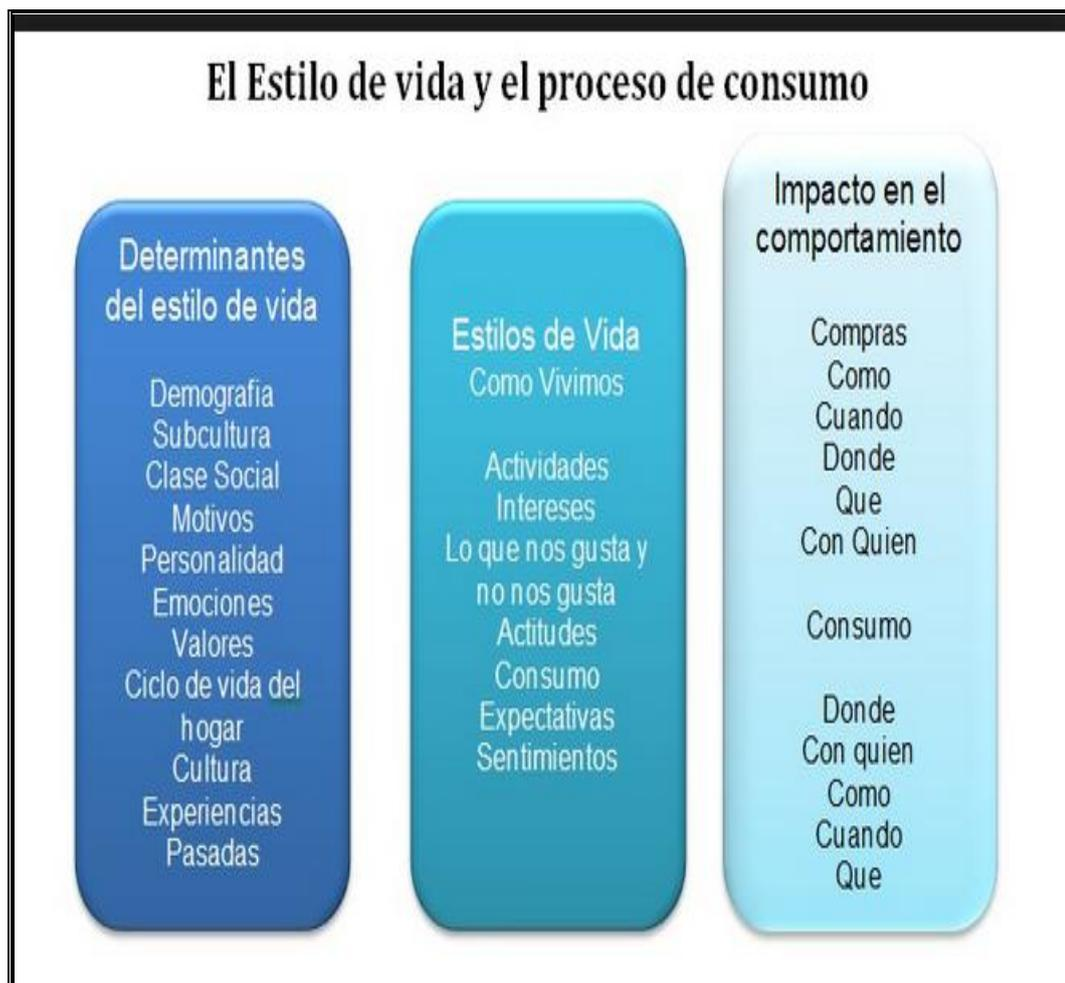 El Estilo de vida y el proceso de consumo
Determinantes
del estilo de vida
Demografia
Subcultura
Clase Social
Motivos
Personalidad
Emociones
Valores
Ciclo de vida del
hogar
Cultura
Experiencias
Pasadas
Estilos de Vida
Como Vivimos
Actividades
Intereses
Lo que nos gusta y
no nos gusta
Actitudes
Consumo
Expectativas
Sentimientos
Impacto en el
comportamiento
Compras
Como
Cuando
Donde
Que
Con Quien
Consumo
Donde
Con quien
Como
Cuando
Que